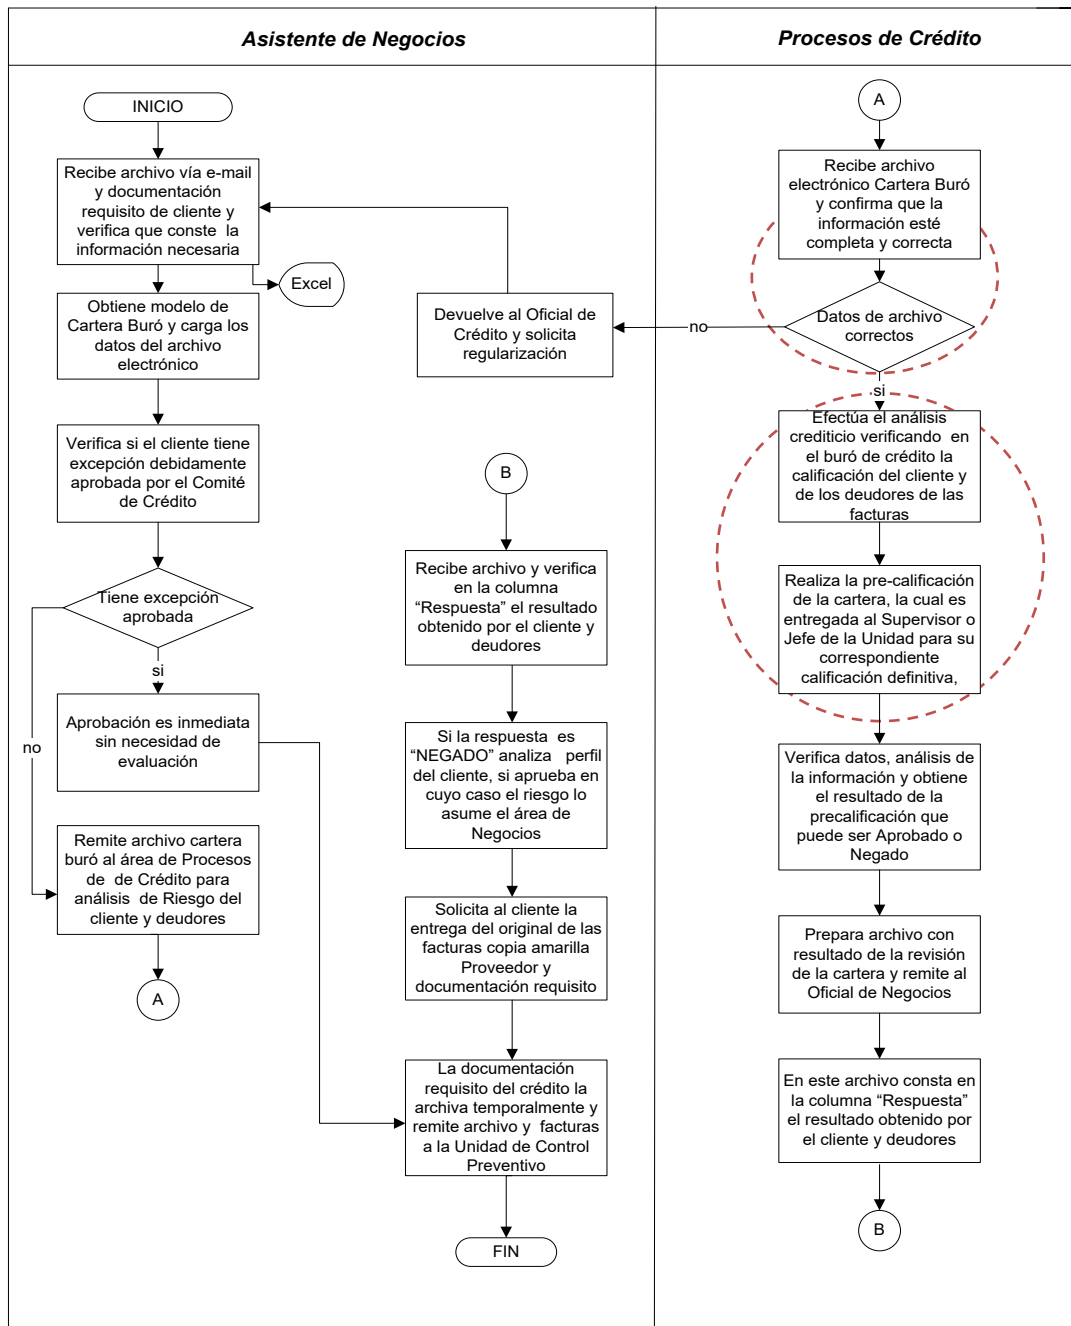 Asistente de Negocios
Procesos de Crédito
INICIO
Recibe archivo vía e-mail
y documentación
requisito de cliente y
verifica que conste  la
información necesaria
Excel
Obtiene modelo de
Cartera Buró y carga los
datos del archivo
electrónico
Verifica si el cliente tiene
excepción debidamente
aprobada por el Comité
de Crédito
Tiene excepción
aprobada
si
no
Aprobación es inmediata
sin necesidad de
evaluación
Remite archivo cartera
buró al área de Procesos
de  de Crédito para
análisis  de Riesgo del
cliente y deudores
A
Devuelve al Oficial de
Crédito y solicita
regularización
B
Recibe archivo y verifica
en la columna
“Respuesta” el resultado
obtenido por el cliente y
deudores
Si la respuesta  es
“NEGADO” analiza   perfil
del cliente, si aprueba en
cuyo caso el riesgo lo
asume el área de
Negocios
Solicita al cliente la
entrega del original de las
facturas copia amarilla
Proveedor y
documentación requisito
La documentación
requisito del crédito la
archiva temporalmente y
remite archivo y  facturas
a la Unidad de Control
Preventivo
FIN
A
Recibe archivo
electrónico Cartera Buró
y confirma que la
información esté
completa y correcta
Datos de archivo
correctos
no
si
Efectúa el análisis
crediticio verificando  en
el buró de crédito la
calificación del cliente y
de los deudores de las
facturas
Realiza la pre-calificación
de la cartera, la cual es
entregada al Supervisor o
Jefe de la Unidad para su
correspondiente
calificación definitiva,
Verifica datos, análisis de
la información y obtiene
el resultado de la
precalificación que
puede ser Aprobado o
Negado
Prepara archivo con
resultado de la revisión
de la cartera y remite al
Oficial de Negocios
En este archivo consta en
la columna “Respuesta”
el resultado obtenido por
el cliente y deudores
B